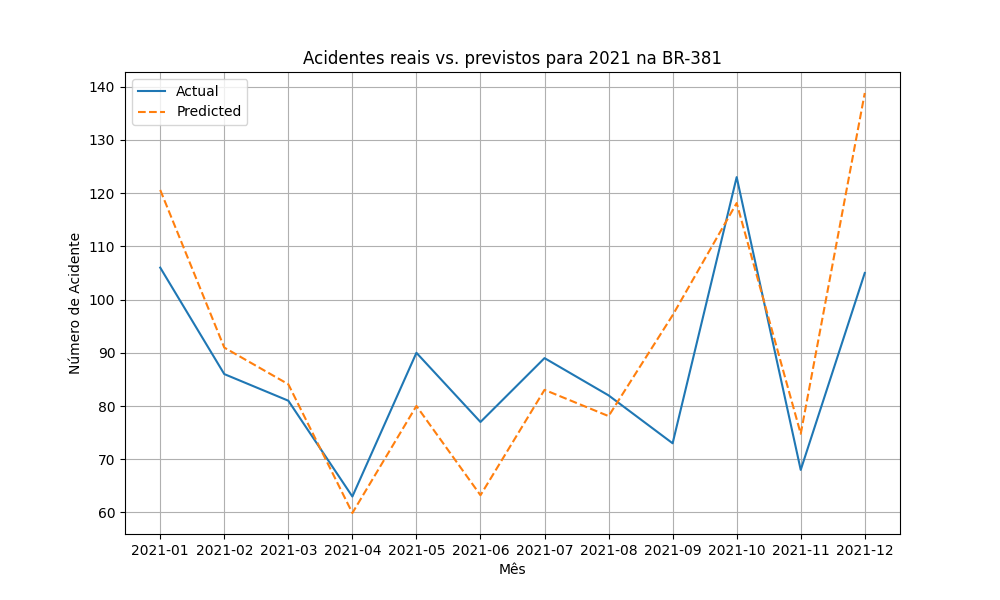 Acidentes reais vs. previstos para 2021 na BR-381
Actual
Predicted
Número de Acidente
140
130
120
110
100
90
80
70
60
2021-01 2021-02 2021-03 2021-04 2021-05 2021-06 2021-07 2021-08 2021-09 2021-10 2021-11 2021-12
Mês